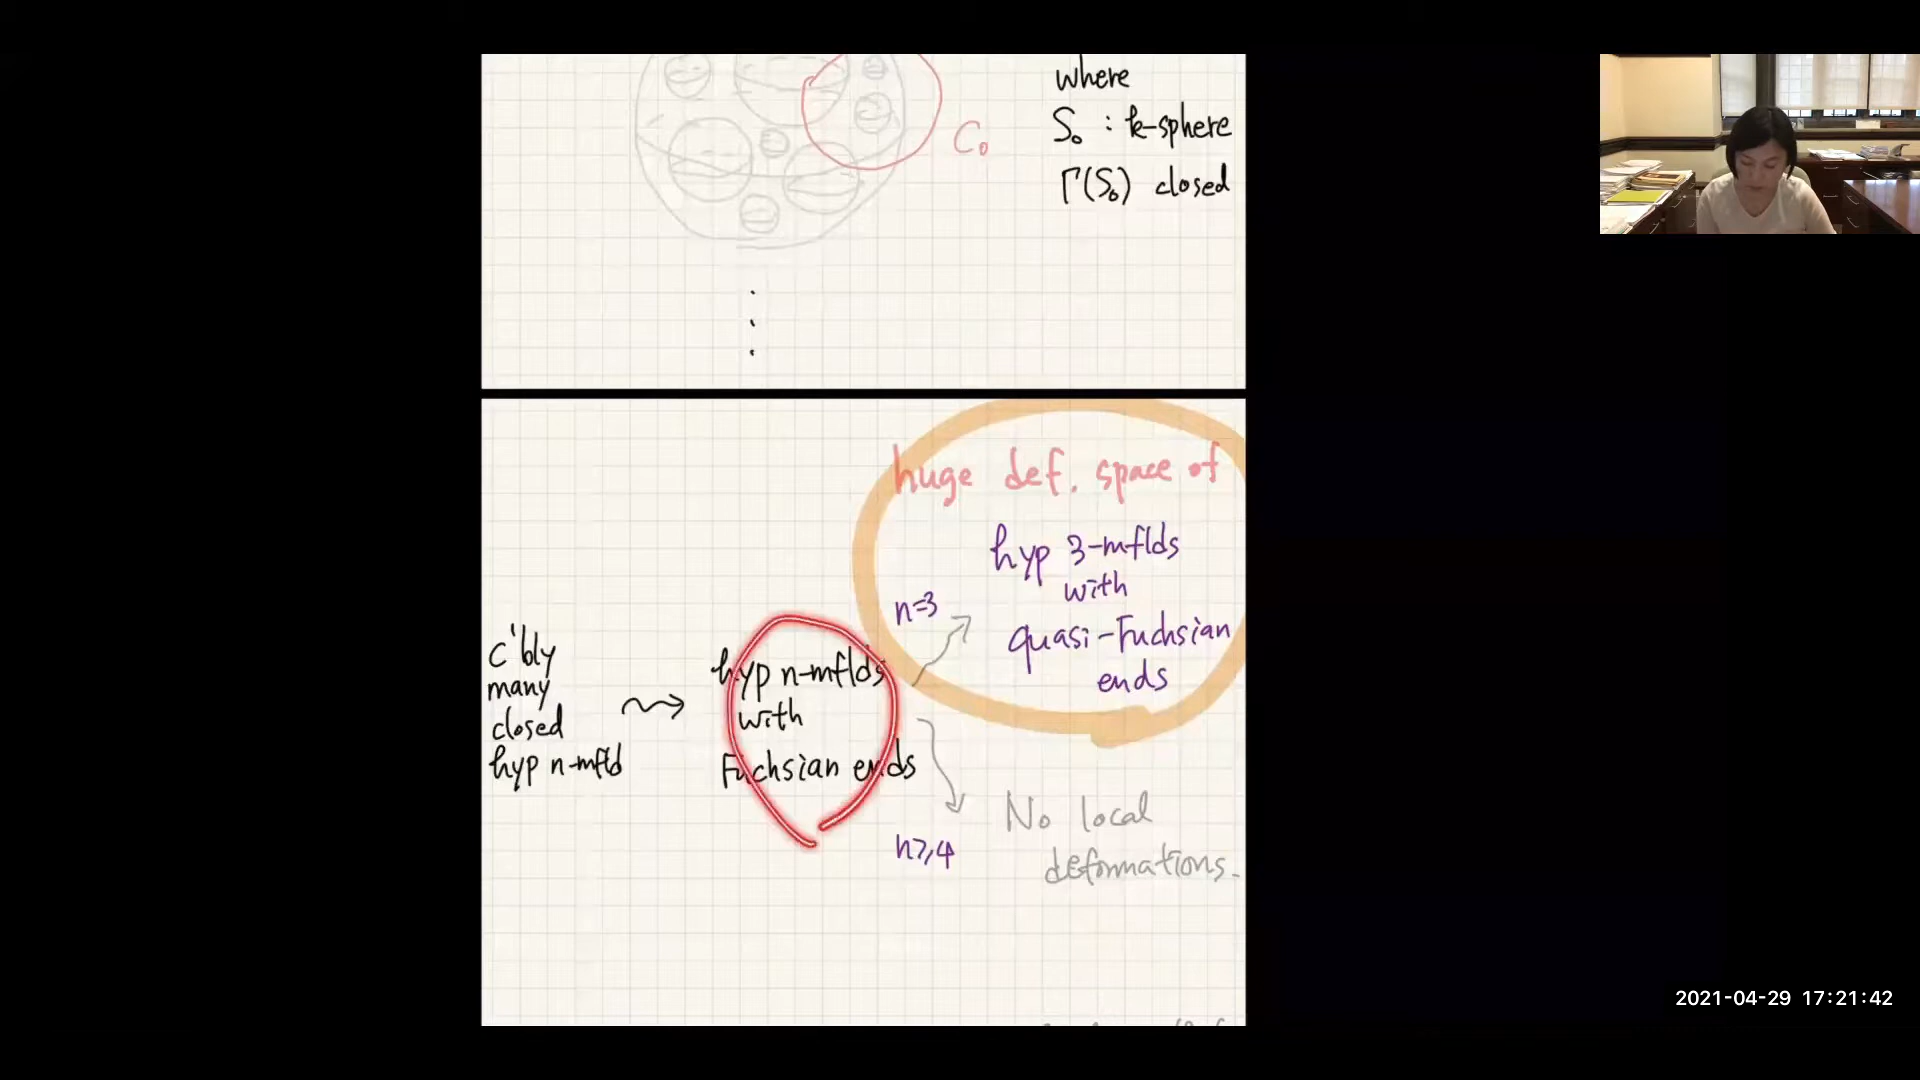 where
S₀ : k-sphere
Γ(S₀) closed
C₀
huge def. space of
hyp 3-mflds
with
quasi-Fuchsian
ends
n=3
c'bly
many
closed
hyp n-mfld
hyp n-mflds
with
Fuchsian ends
n≥4
No local
deformations.
2021-04-29 17:21:42